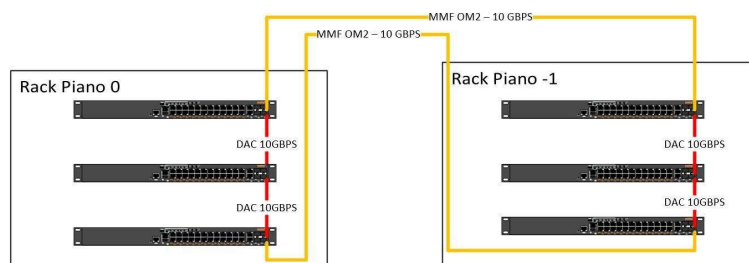 MMF OM2 – 10 GBPS
MMF OM2 – 10 GBPS
Rack Piano 0
Rack Piano -1
DAC 10GBPS
DAC 10GBPS
DAC 10GBPS
DAC 10GBPS